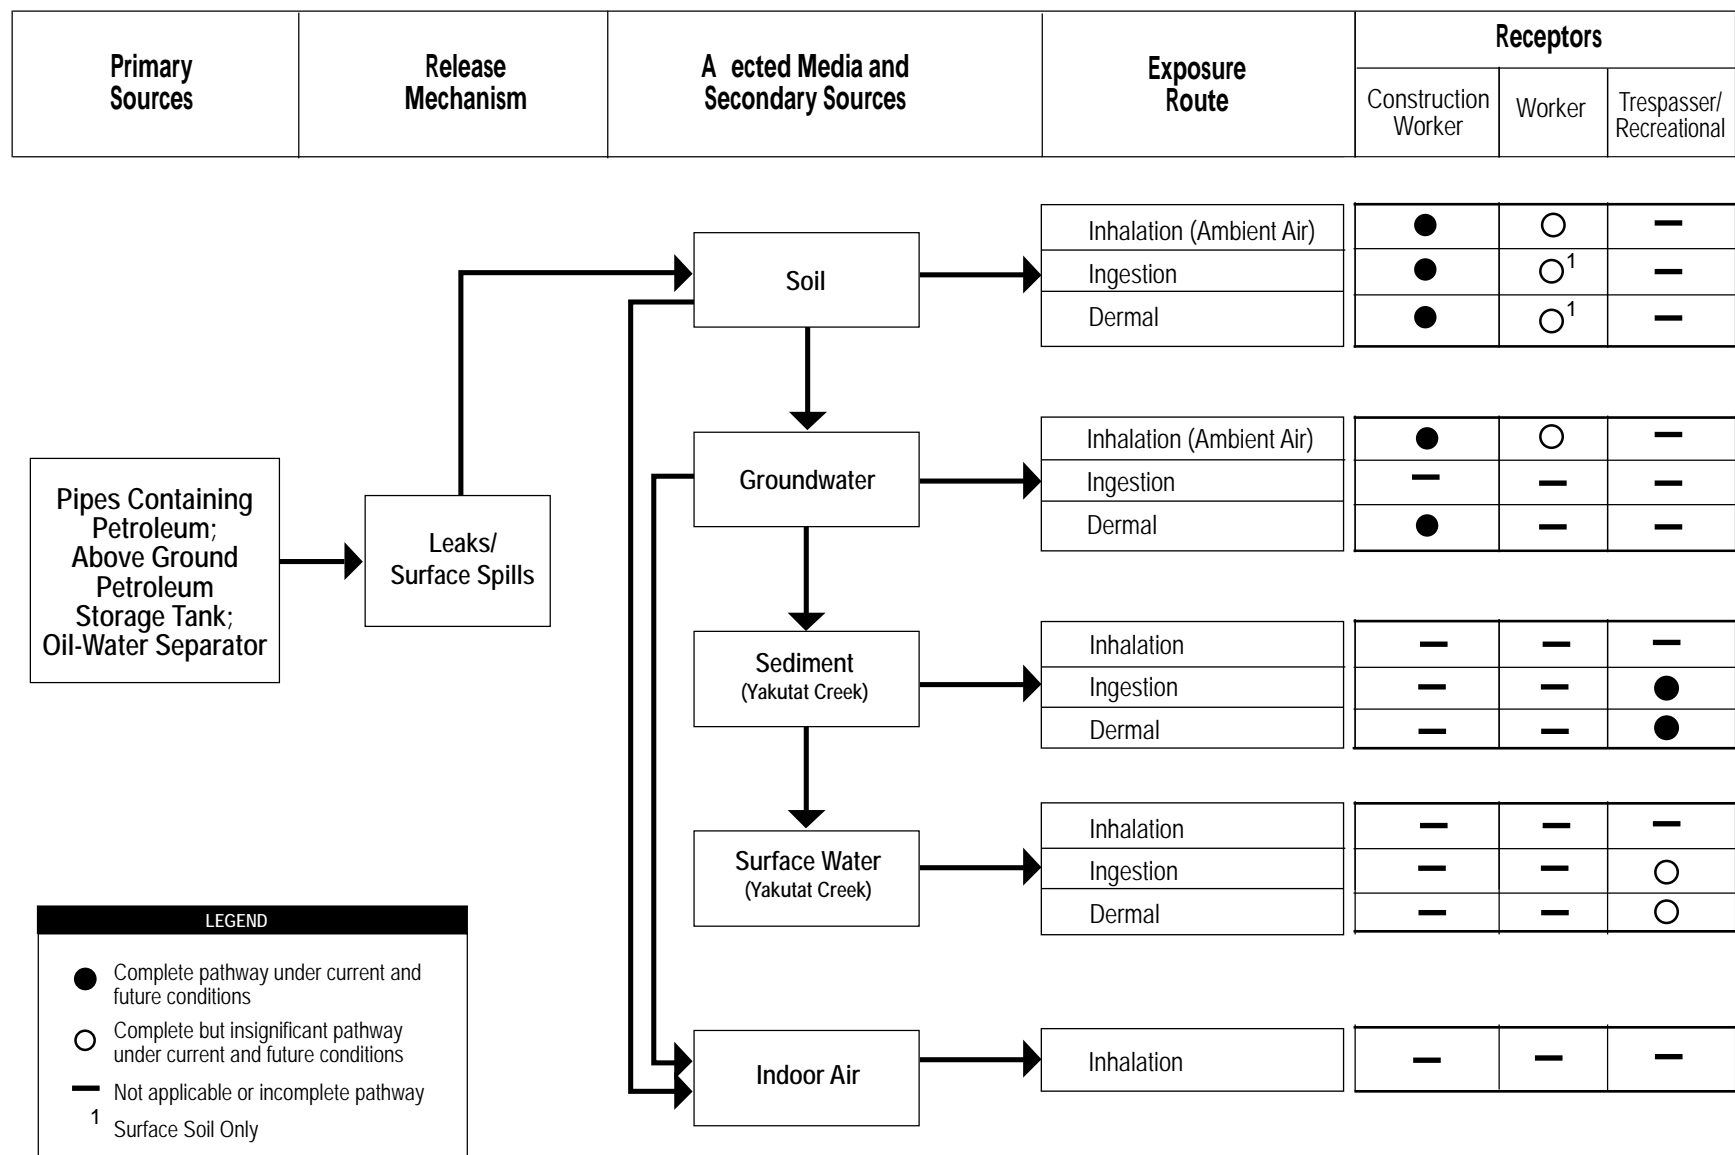 Primary
Sources
Release
Mechanism
A ected Media and
Secondary Sources
Exposure
Route
Receptors
Construction
Worker
Worker
Trespasser/
Recreational
Pipes Containing
Petroleum;
Above Ground
Petroleum
Storage Tank;
Oil-Water Separator
Leaks/
Surface Spills
Soil
Inhalation (Ambient Air)
Ingestion
1
Dermal
1
Groundwater
Inhalation (Ambient Air)
Ingestion
Dermal
Sediment
(Yakutat Creek)
Inhalation
Ingestion
Dermal
Surface Water
(Yakutat Creek)
Inhalation
Ingestion
Dermal
Indoor Air
Inhalation
LEGEND
Complete pathway under current and
future conditions
Complete but insignificant pathway
under current and future conditions
Not applicable or incomplete pathway
1 Surface Soil Only